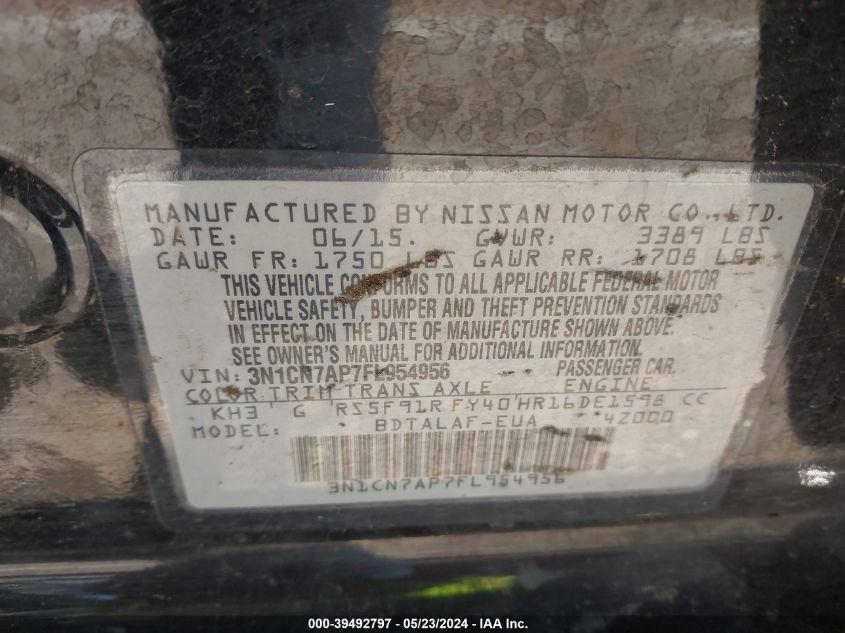 MANUFACTURED BY NISSAN MOTOR CO.,LTD.
DATE: 06/15. GVWR: 3389 LBS
GAWR FR: 1750 LBS GAWR RR: 1708 LBS
THIS VEHICLE CONFORMS TO ALL APPLICABLE FEDERAL MOTOR
VEHICLE SAFETY, BUMPER AND THEFT PREVENTION STANDARDS
IN EFFECT ON THE DATE OF MANUFACTURE SHOWN ABOVE.
SEE OWNER'S MANUAL FOR ADDITIONAL INFORMATION
VIN: 3N1CN7AP7FL954956 PASSENGER CAR.
COLOR TRIM TRANS AXLE ENGINE
KH3 G RS5F91R FY40 HR16DE1598 CC
MODEL: BDTALAF-EUA **4Z000
3N1CN7AP7FL954956
000-39492797 - 05/23/2024 - IAA Inc.